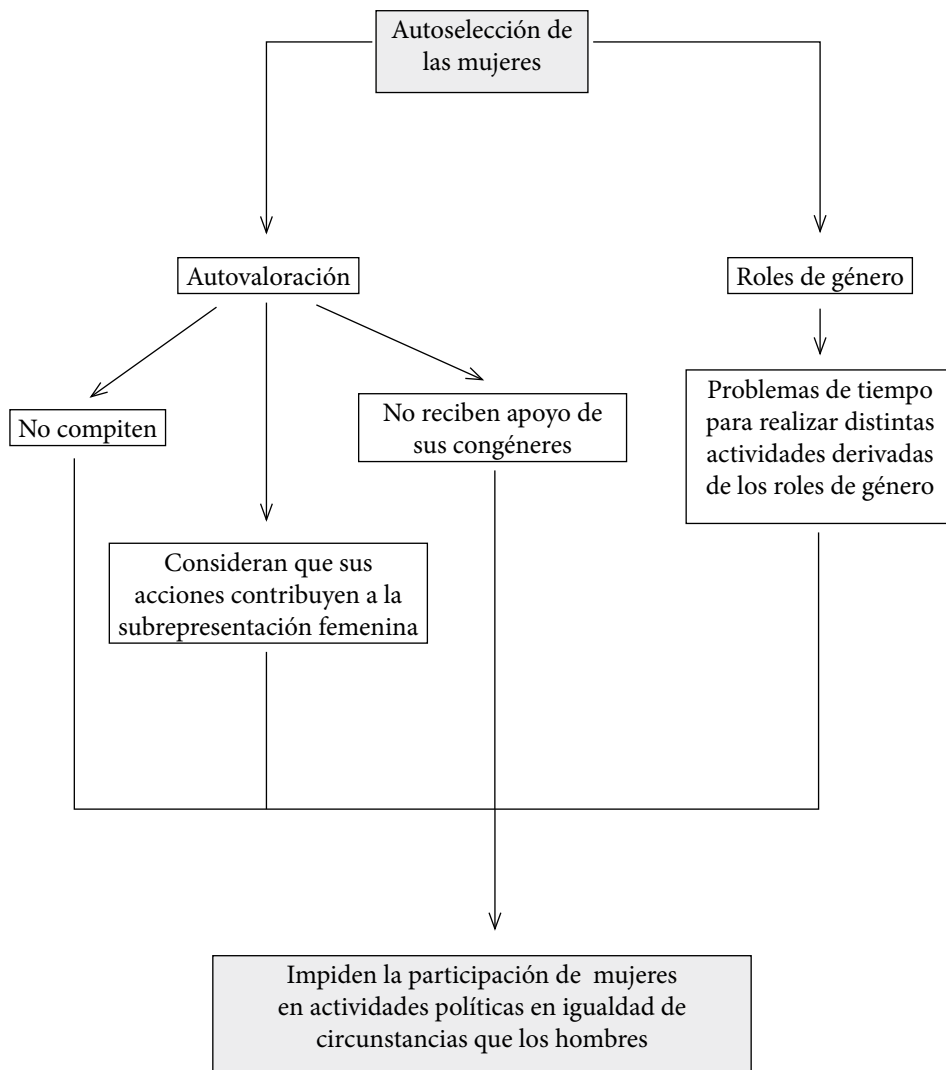 Autoselección de
las mujeres
Autovaloración
Roles de género
No compiten
No reciben apoyo de
sus congéneres
Problemas de tiempo
para realizar distintas
actividades derivadas
de los roles de género
Consideran que sus
acciones contribuyen a la
subrepresentación femenina
Impiden la participación de mujeres
en actividades políticas en igualdad de
circunstancias que los hombres